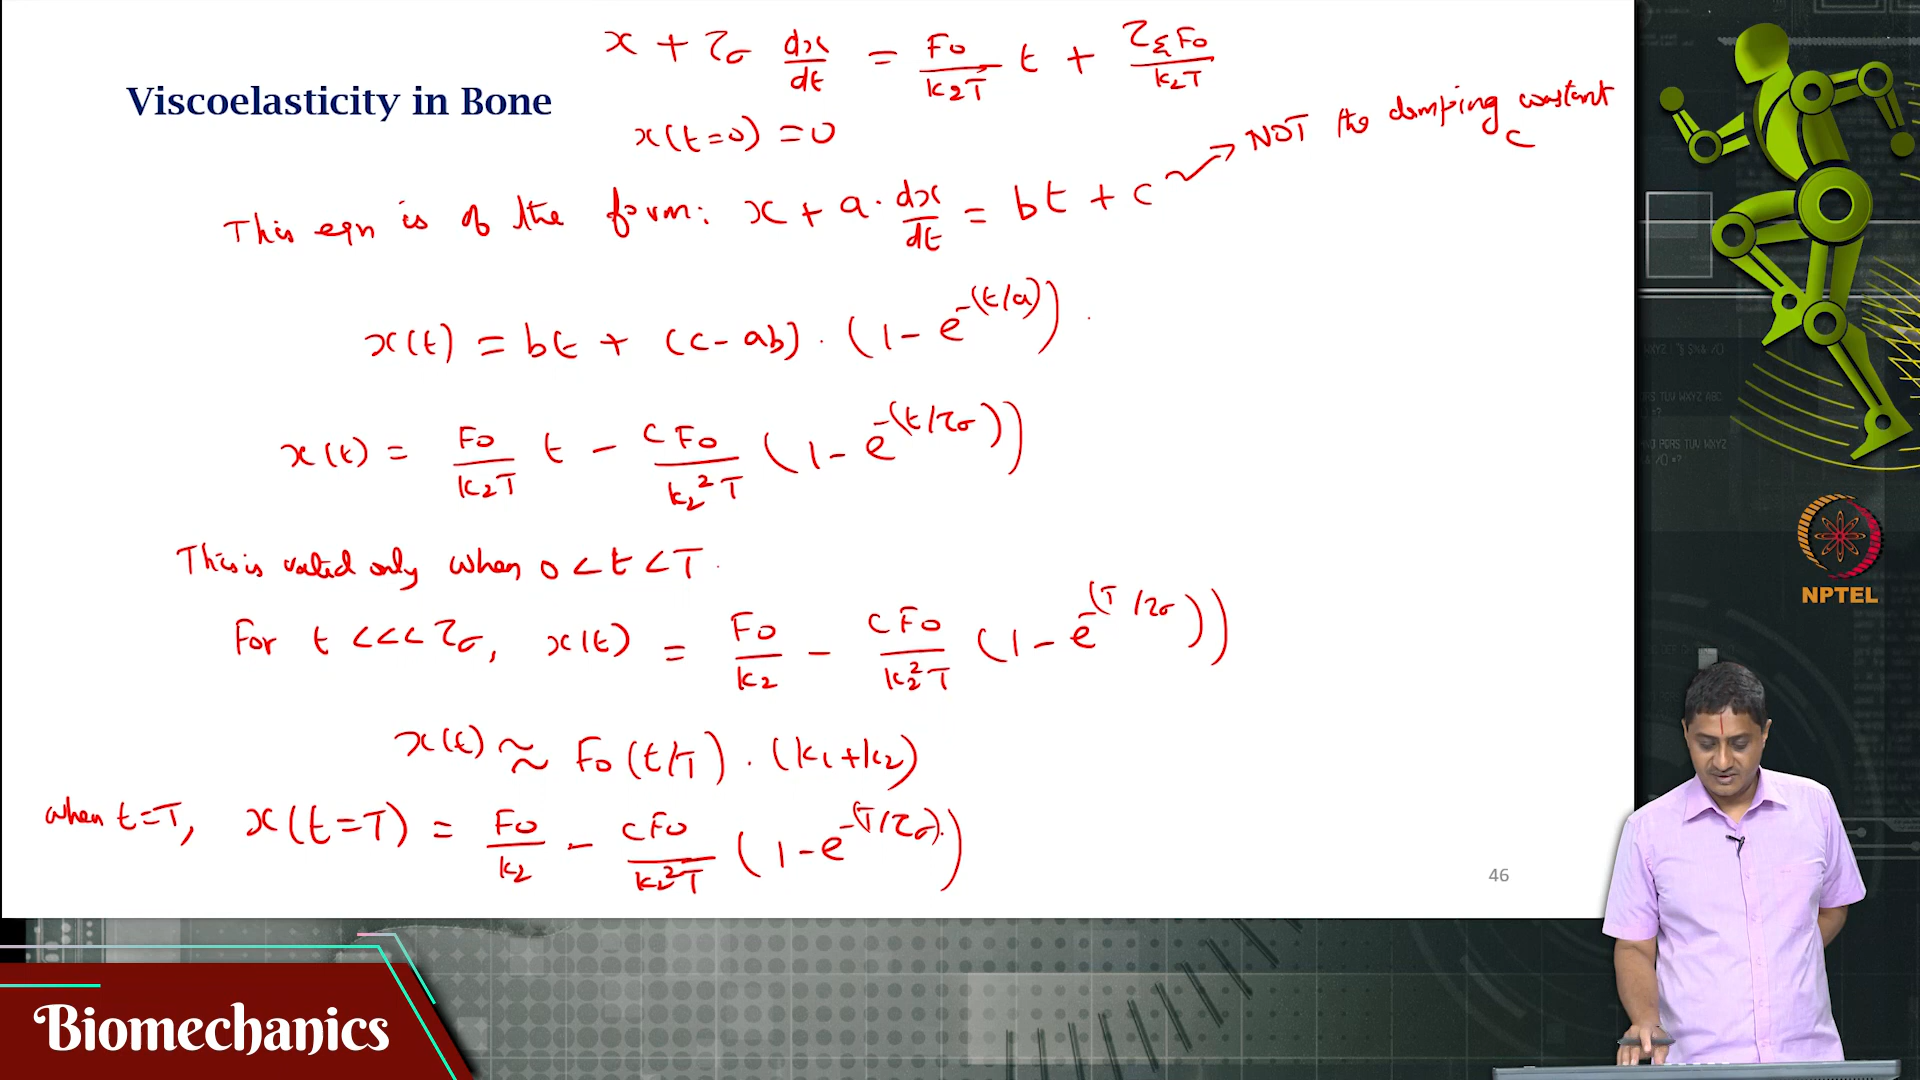 x + τσ dx/dt = F0/k2T t + τε F0/k2T
Viscoelasticity in Bone
x(t=0) = 0
NOT the damping constant c
This eqn is of the form: x + a · dx/dt = bt + c
x(t) = bt + (c - ab) · (1 - e^-(t/a)).
x(t) = F0/k2T t - cF0/k2²T (1 - e^-(t/τσ))
This is valid only when 0 < t < T.
For t <<< τσ, x(t) = F0/k2 - cF0/k2²T (1 - e^-(T/τσ))
x(t) ≈ F0 (t/T) · (k1+k2)
when t=T, x(t=T) = F0/k2 - cF0/k2²T (1 - e^-(T/τσ))
46
NPTEL
Biomechanics